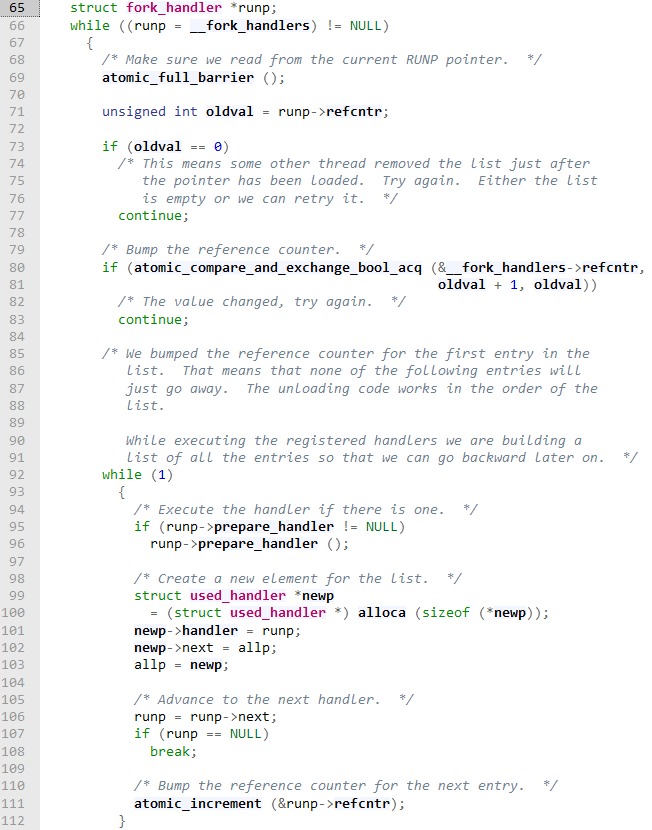 65 struct fork_handler *runp;
66 while ((runp = __fork_handlers) != NULL)
67 {
68 /* Make sure we read from the current RUNP pointer.  */
69 atomic_full_barrier ();
70
71 unsigned int oldval = runp->refcntr;
72
73 if (oldval == 0)
74 /* This means some other thread removed the list just after
75 the pointer has been loaded.  Try again.  Either the list
76 is empty or we can retry it.  */
77 continue;
78
79 /* Bump the reference counter.  */
80 if (atomic_compare_and_exchange_bool_acq (&__fork_handlers->refcntr,
81 oldval + 1, oldval))
82 /* The value changed, try again.  */
83 continue;
84
85 /* We bumped the reference counter for the first entry in the
86 list.  That means that none of the following entries will
87 just go away.  The unloading code works in the order of the
88 list.
89
90 While executing the registered handlers we are building a
91 list of all the entries so that we can go backward later on.  */
92 while (1)
93 {
94 /* Execute the handler if there is one.  */
95 if (runp->prepare_handler != NULL)
96 runp->prepare_handler ();
97
98 /* Create a new element for the list.  */
99 struct used_handler *newp
100 = (struct used_handler *) alloca (sizeof (*newp));
101 newp->handler = runp;
102 newp->next = allp;
103 allp = newp;
104
105 /* Advance to the next handler.  */
106 runp = runp->next;
107 if (runp == NULL)
108 break;
109
110 /* Bump the reference counter for the next entry.  */
111 atomic_increment (&runp->refcntr);
112 }